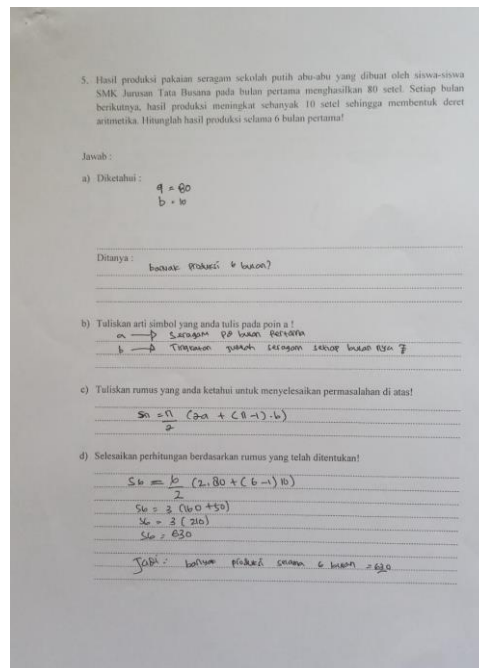 5. Hasil produksi pakaian seragam sekolah putih abu-abu yang dibuat oleh siswa-siswa
SMK Jurusan Tata Busana pada bulan pertama menghasilkan 80 setel. Setiap bulan
berikutnya, hasil produksi meningkat sebanyak 10 setel sehingga membentuk deret
aritmetika. Hitunglah hasil produksi selama 6 bulan pertama!
Jawab :
a) Diketahui :
a = 80
b = 10
Ditanya :
banyak produksi 6 bulan?
b) Tuliskan arti simbol yang anda tulis pada poin a !
a → Seragam pd bulan Pertama
b → Tingkatan jumlah seragam setiap bulan nya
c) Tuliskan rumus yang anda ketahui untuk menyelesaikan permasalahan di atas!
Sn = n/2 (2a + (n-1).b)
d) Selesaikan perhitungan berdasarkan rumus yang telah ditentukan!
S6 = 6/2 (2.80 + (6-1) 10)
S6 = 3 (160 +50)
S6 = 3 (210)
S6 = 630
Jadi : banyak produksi selama 6 bulan = 630